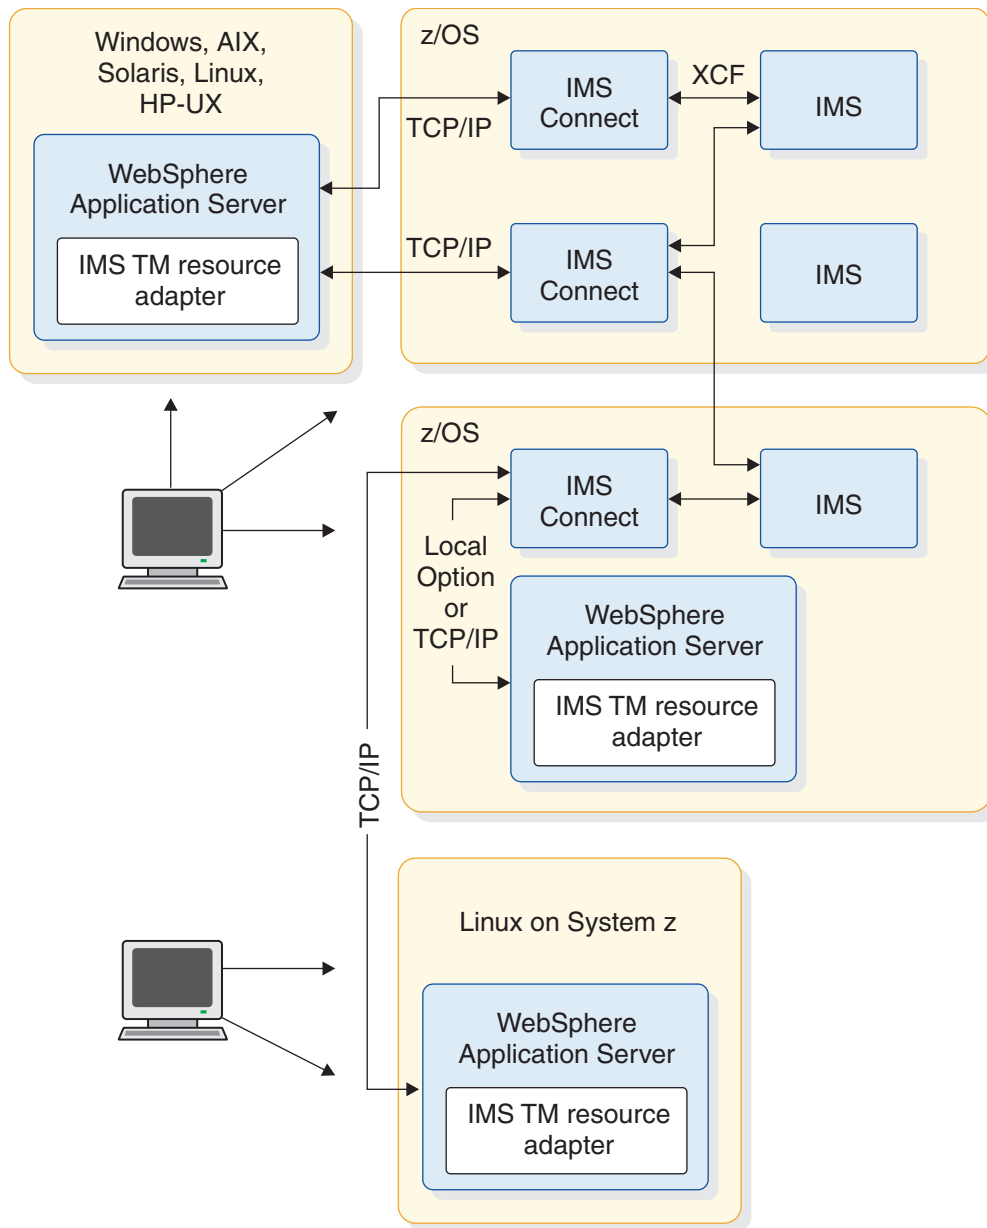 Windows, AIX,
Solaris, Linux,
HP-UX
WebSphere
Application Server
IMS TM resource
adapter
TCP/IP
TCP/IP
z/OS
IMS
Connect
XCF
IMS
IMS
Connect
IMS
z/OS
IMS
Connect
IMS
Local
Option
or
TCP/IP
WebSphere
Application Server
IMS TM resource
adapter
TCP/IP
Linux on System z
WebSphere
Application Server
IMS TM resource
adapter